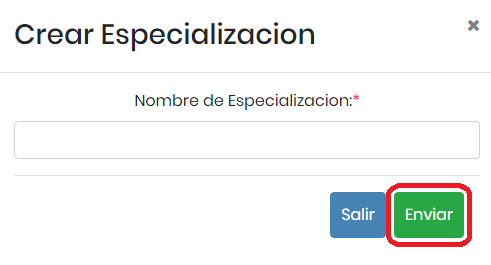 Crear Especializacion
×
Nombre de Especializacion:*
Salir Enviar